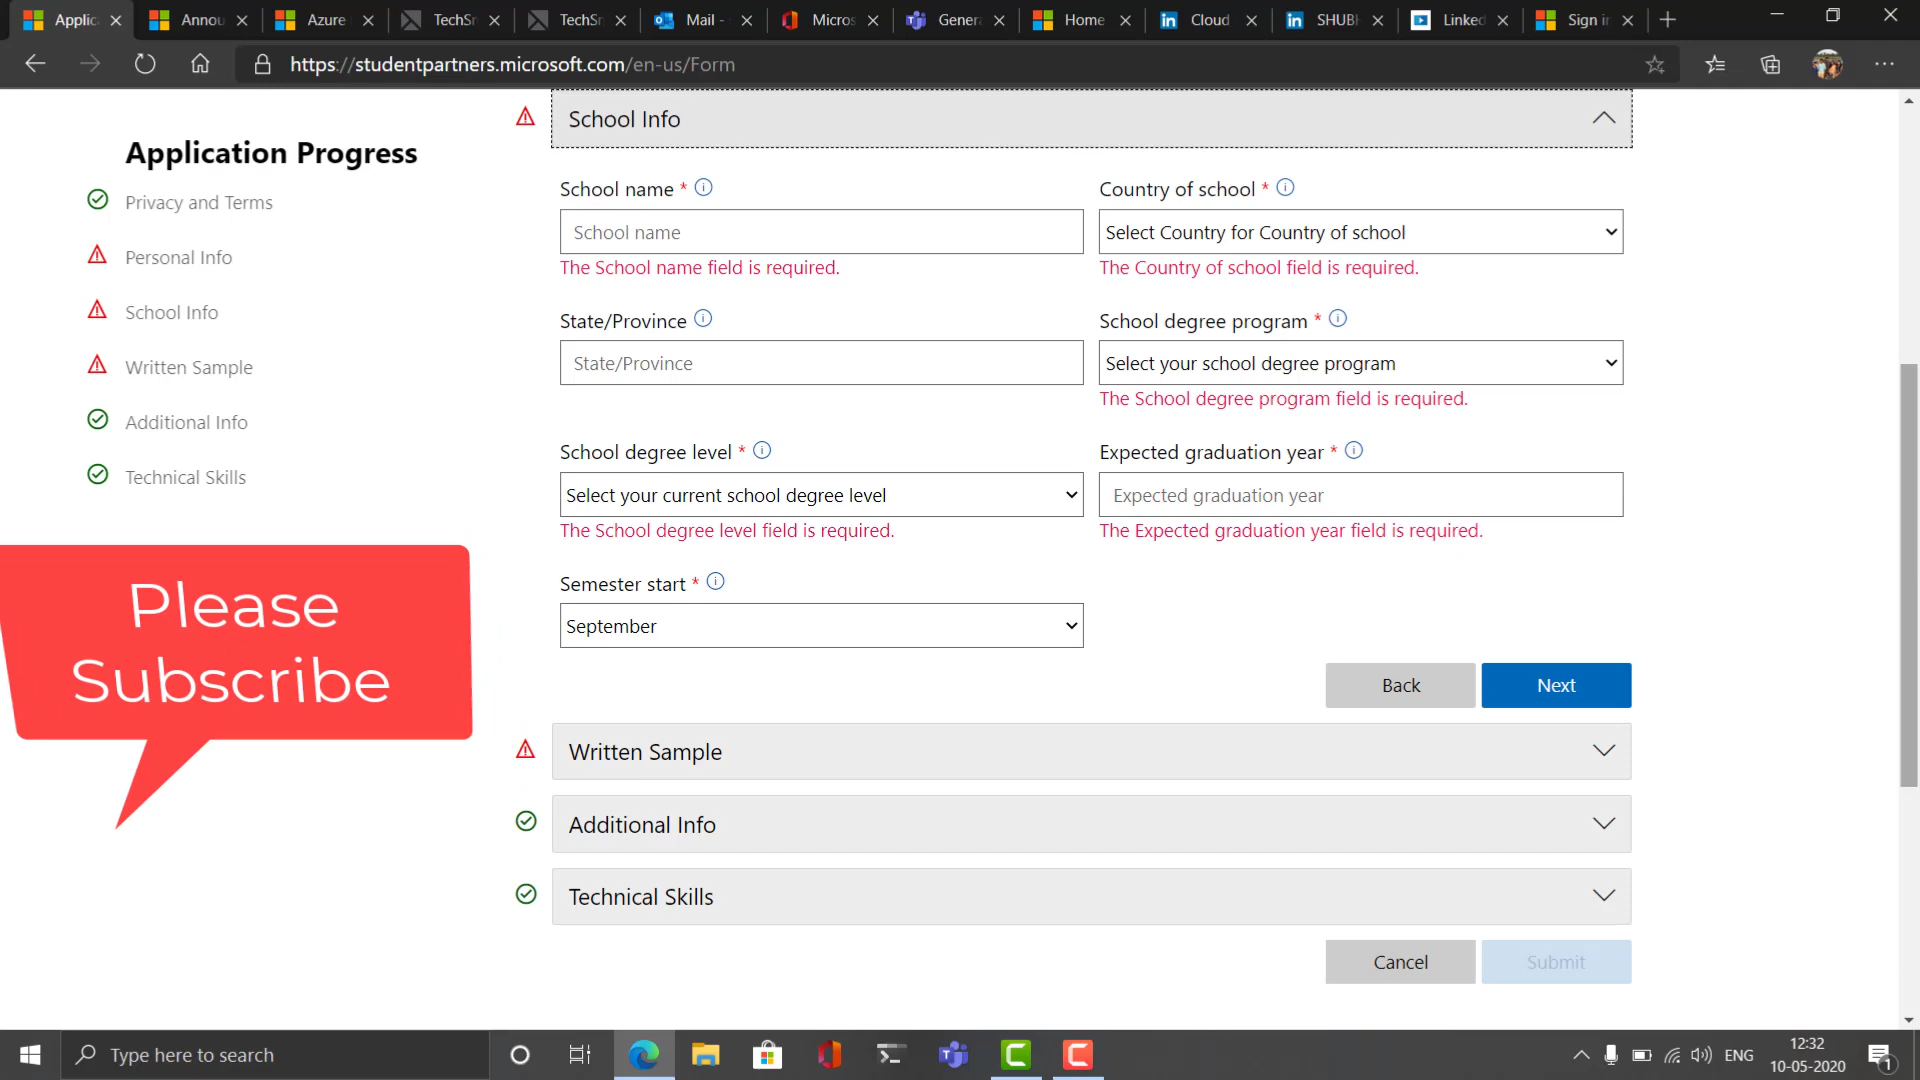 Applic
Annou
Azure
TechSm
TechSm
Mail -
Micros
Genera
Home
Cloud
SHUBH
Linked
Sign in
https://studentpartners.microsoft.com/en-us/Form
Application Progress
Privacy and Terms
Personal Info
School Info
Written Sample
Additional Info
Technical Skills
Please
Subscribe
School Info
School name *
Country of school *
School name
Select Country for Country of school
The School name field is required.
The Country of school field is required.
State/Province
School degree program *
State/Province
Select your school degree program
The School degree program field is required.
School degree level *
Expected graduation year *
Select your current school degree level
Expected graduation year
The School degree level field is required.
The Expected graduation year field is required.
Semester start *
September
Back
Next
Written Sample
Additional Info
Technical Skills
Cancel
Submit
Type here to search
ENG
12:32
10-05-2020
1